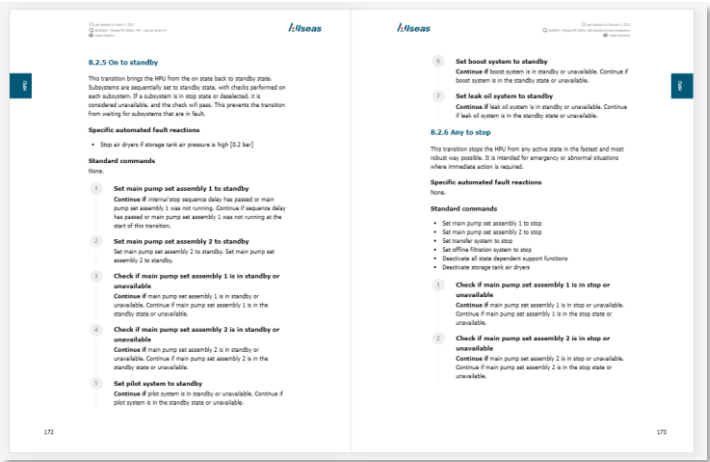 Allseas
8.2.5 On to standby
This transition brings the HPU from the on state back to standby state.
Subsystems are sequentially set to standby state, with checks performed on
each subsystem. If a subsystem is in stop state or deselected, it is
considered unavailable, and the check will pass. This prevents the transition
from waiting for subsystems that are in fault.
Specific automated fault reactions
• Stop air dryers if storage tank air pressure is high [0.2 bar]
Standard commands
None.
1 Set main pump set assembly 1 to standby
Continue if internal stop sequence delay has passed or main
pump set assembly 1 was not running. Continue if sequence delay
has passed or main pump set assembly 1 was not running at the
start of this transition.
2 Set main pump set assembly 2 to standby
Set main pump set assembly 2 to standby. Set main pump set
assembly 2 to standby.
3 Check if main pump set assembly 1 is in standby or
unavailable
Continue if main pump set assembly 1 is in standby or
unavailable. Continue if main pump set assembly 1 is in the
standby state or unavailable.
4 Check if main pump set assembly 2 is in standby or
unavailable
Continue if main pump set assembly 2 is in standby or
unavailable. Continue if main pump set assembly 2 is in the
standby state or unavailable.
5 Set pilot system to standby
Continue if pilot system is in standby or unavailable. Continue if
pilot system is in the standby state or unavailable.
172
HPU
Allseas
6 Set boost system to standby
Continue if boost system is in standby or unavailable. Continue if
boost system is in the standby state or unavailable.
7 Set leak oil system to standby
Continue if leak oil system is in standby or unavailable. Continue
if leak oil system is in the standby state or unavailable.
8.2.6 Any to stop
This transition stops the HPU from any active state in the fastest and most
robust way possible. It is intended for emergency or abnormal situations
where immediate action is required.
Specific automated fault reactions
None.
Standard commands
• Set main pump set assembly 1 to stop
• Set main pump set assembly 2 to stop
• Set transfer system to stop
• Set offline filtration system to stop
• Deactivate all state dependent support functions
• Deactivate storage tank air dryers
1 Check if main pump set assembly 1 is in stop or
unavailable
Continue if main pump set assembly 1 is in stop or unavailable.
Continue if main pump set assembly 1 is in the stop state or
unavailable.
2 Check if main pump set assembly 2 is in stop or
unavailable
Continue if main pump set assembly 2 is in stop or unavailable.
Continue if main pump set assembly 2 is in the stop state or
unavailable.
173